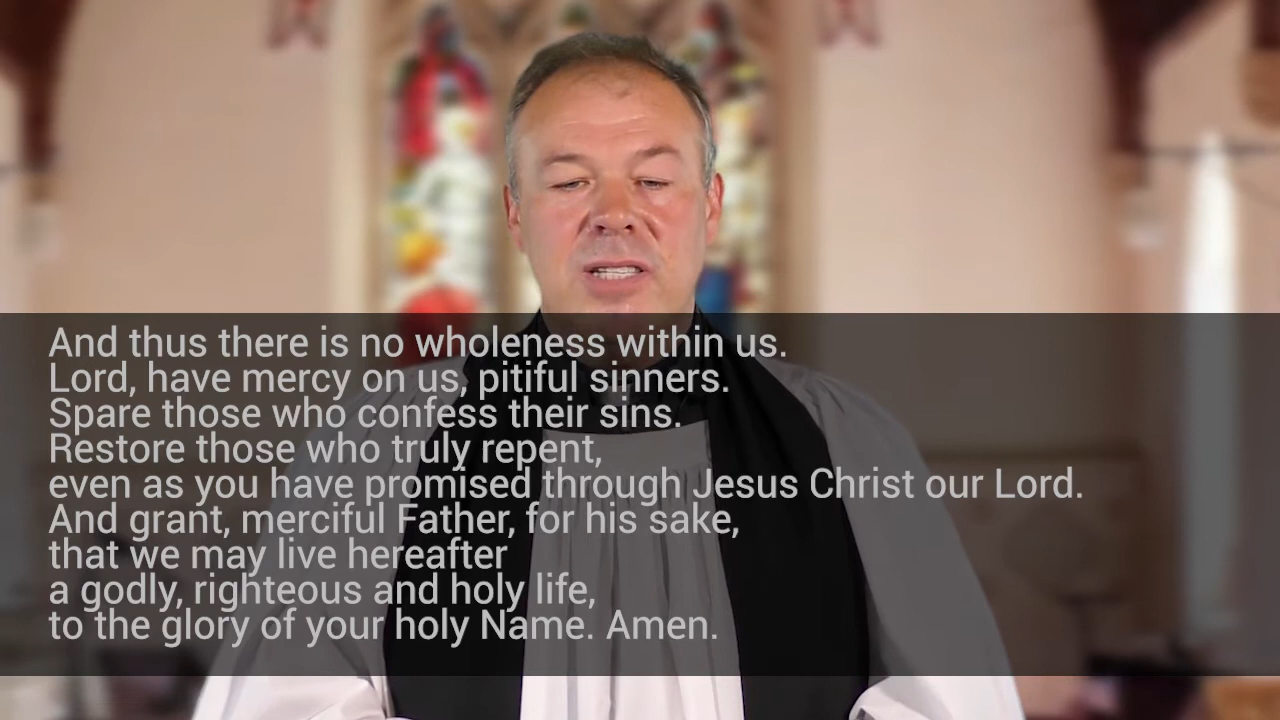 And thus there is no wholeness within us.
Lord, have mercy on us, pitiful sinners.
Spare those who confess their sins.
Restore those who truly repent,
even as you have promised through Jesus Christ our Lord.
And grant, merciful Father, for his sake,
that we may live hereafter
a godly, righteous and holy life,
to the glory of your holy Name. Amen.